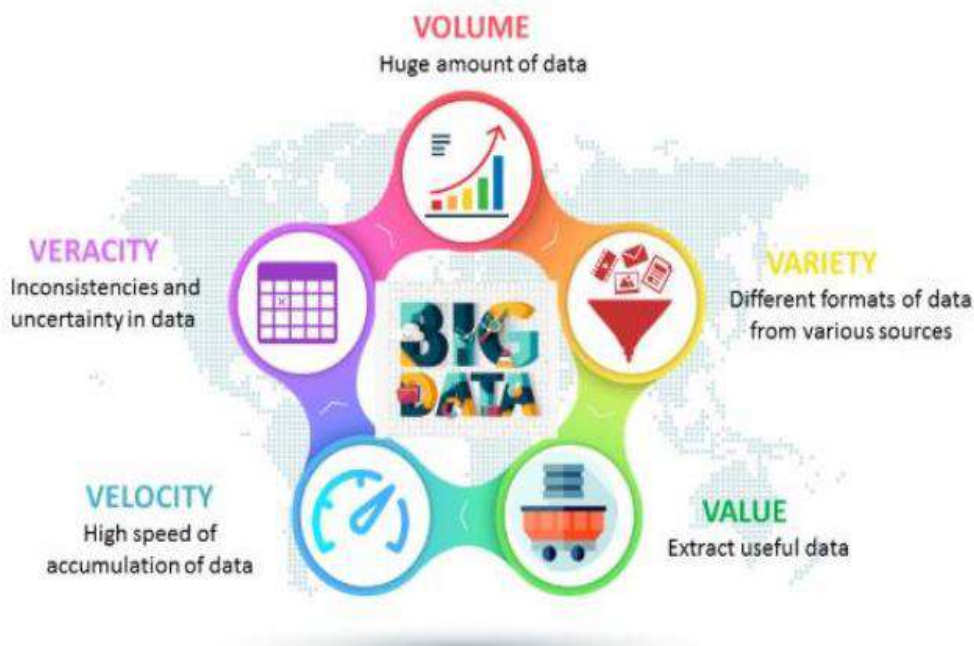 VOLUME
Huge amount of data
VERACITY
Inconsistencies and
uncertainty in data
VARIETY
Different formats of data
from various sources
BIG
DATA
VELOCITY
High speed of
accumulation of data
VALUE
Extract useful data